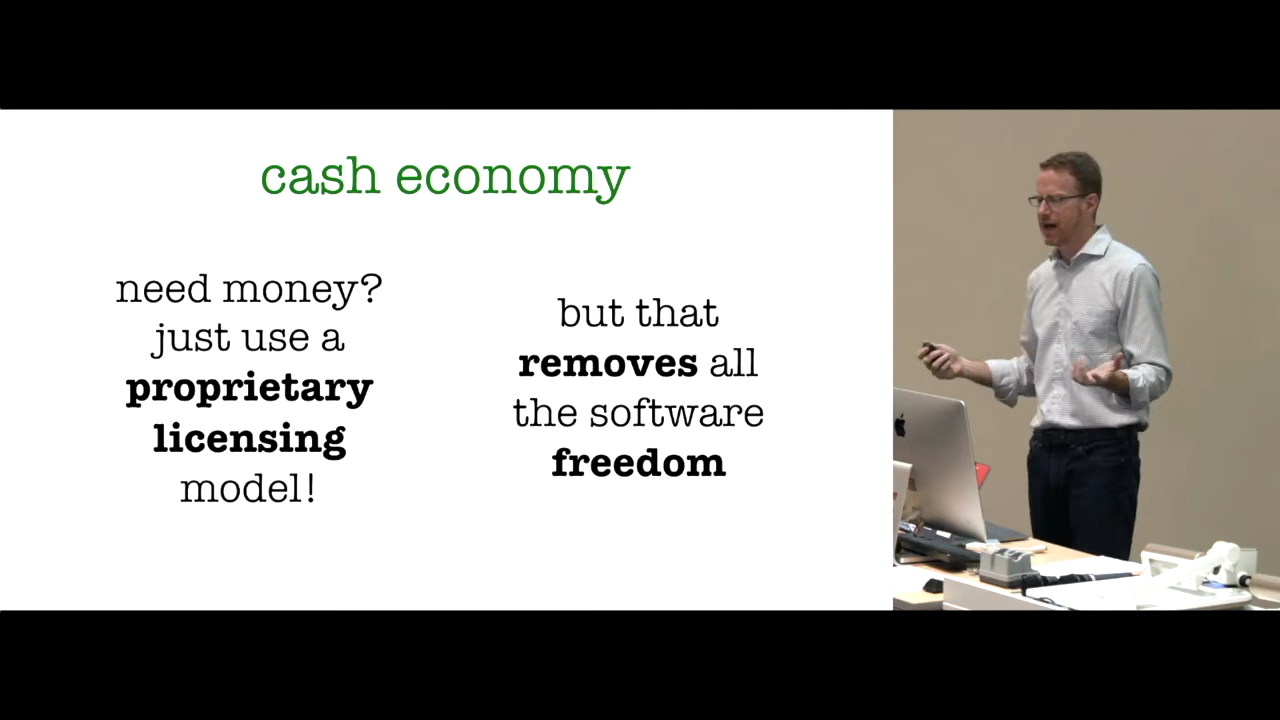 cash economy
need money?
just use a
proprietary
licensing
model!
but that
removes all
the software
freedom